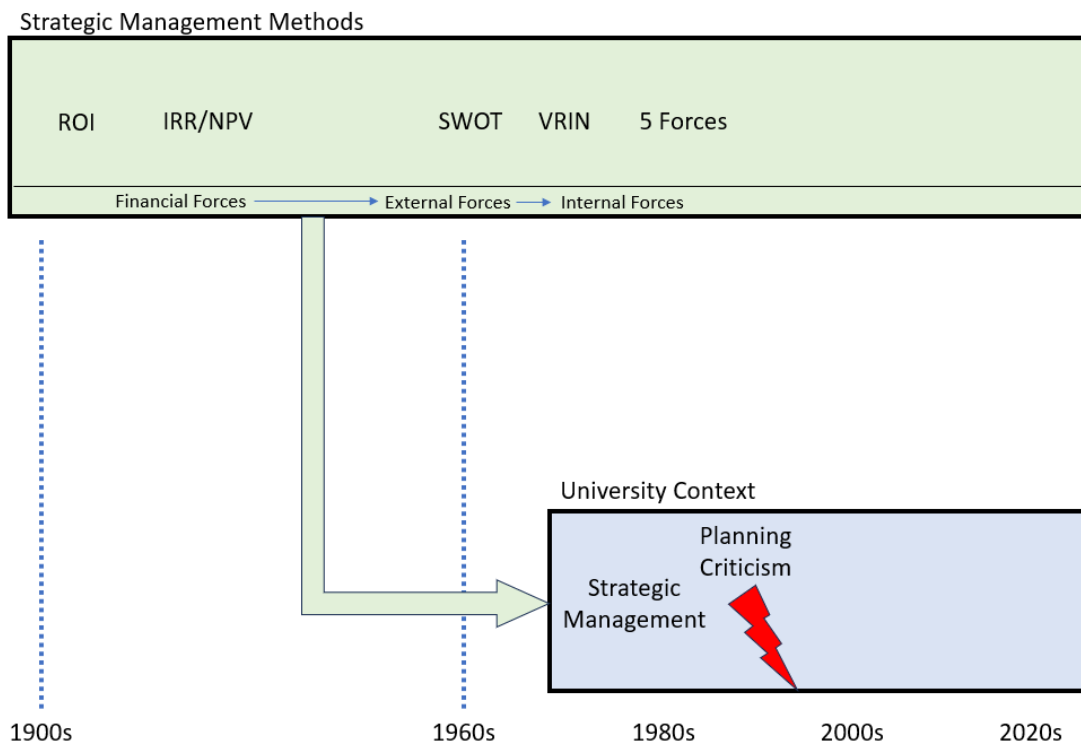 Strategic Management Methods
ROI IRR/NPV SWOT VRIN 5 Forces
Financial Forces External Forces Internal Forces
University Context
Planning
Criticism
Strategic
Management
1900s 1960s 1980s 2000s 2020s